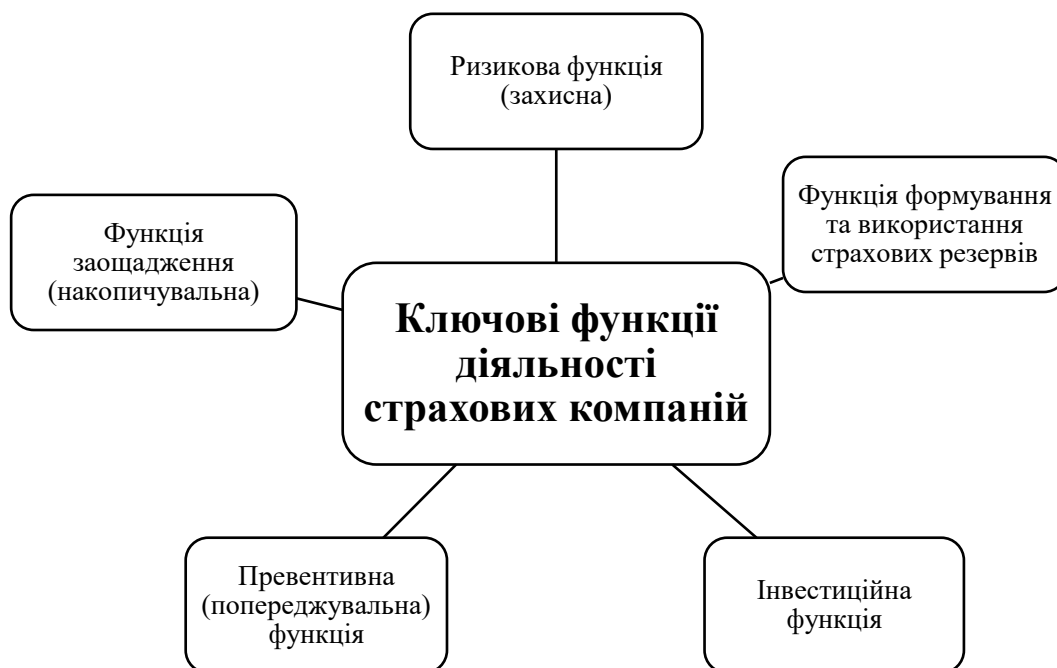 Ризикова функція
(захисна)
Функція формування
та використання
страхових резервів
Функція
заощадження
(накопичувальна)
Ключові функції
діяльності
страхових компаній
Превентивна
(попереджувальна)
функція
Інвестиційна
функція